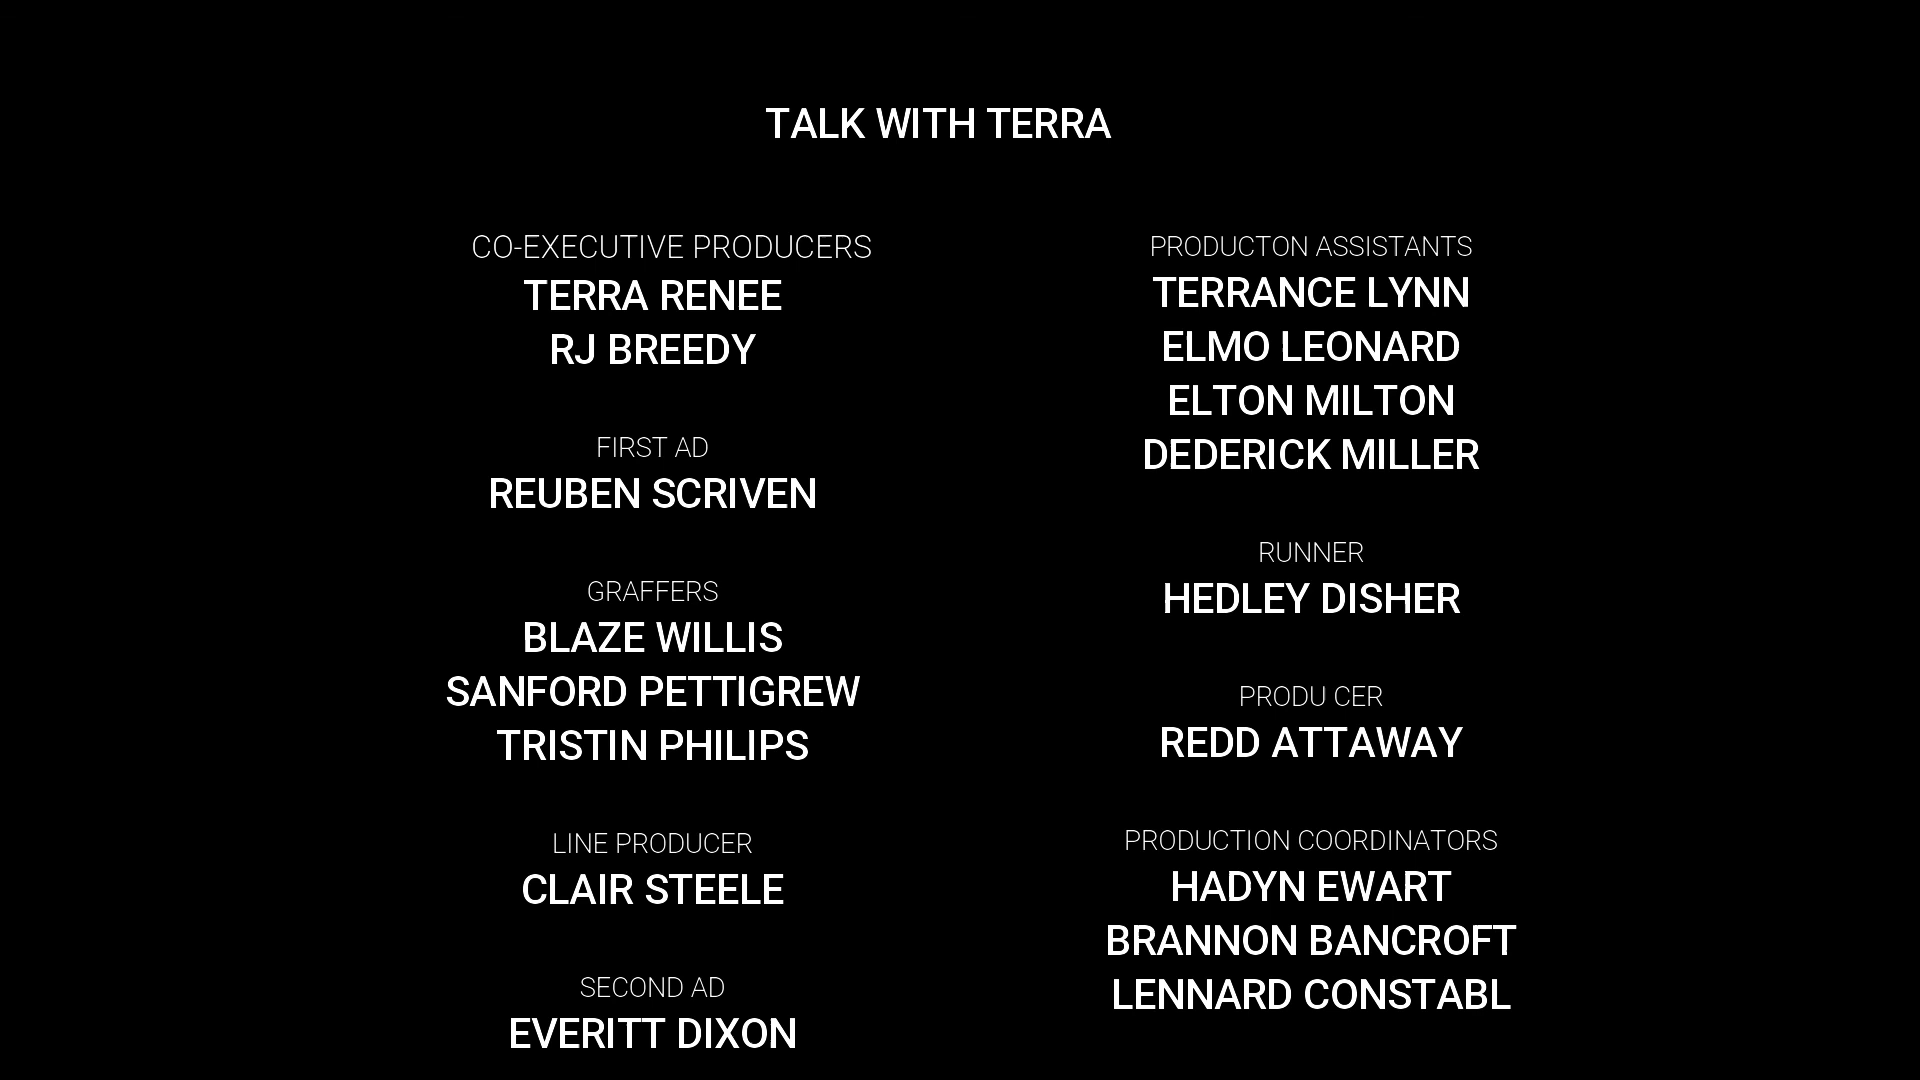 TALK WITH TERRA
CO-EXECUTIVE PRODUCERS
TERRA RENEE
RJ BREEDY
FIRST AD
REUBEN SCRIVEN
GRAFFERS
BLAZE WILLIS
SANFORD PETTIGREW
TRISTIN PHILIPS
LINE PRODUCER
CLAIR STEELE
SECOND AD
EVERITT DIXON
PRODUCTON ASSISTANTS
TERRANCE LYNN
ELMO LEONARD
ELTON MILTON
DEDERICK MILLER
RUNNER
HEDLEY DISHER
PRODU CER
REDD ATTAWAY
PRODUCTION COORDINATORS
HADYN EWART
BRANNON BANCROFT
LENNARD CONSTABL